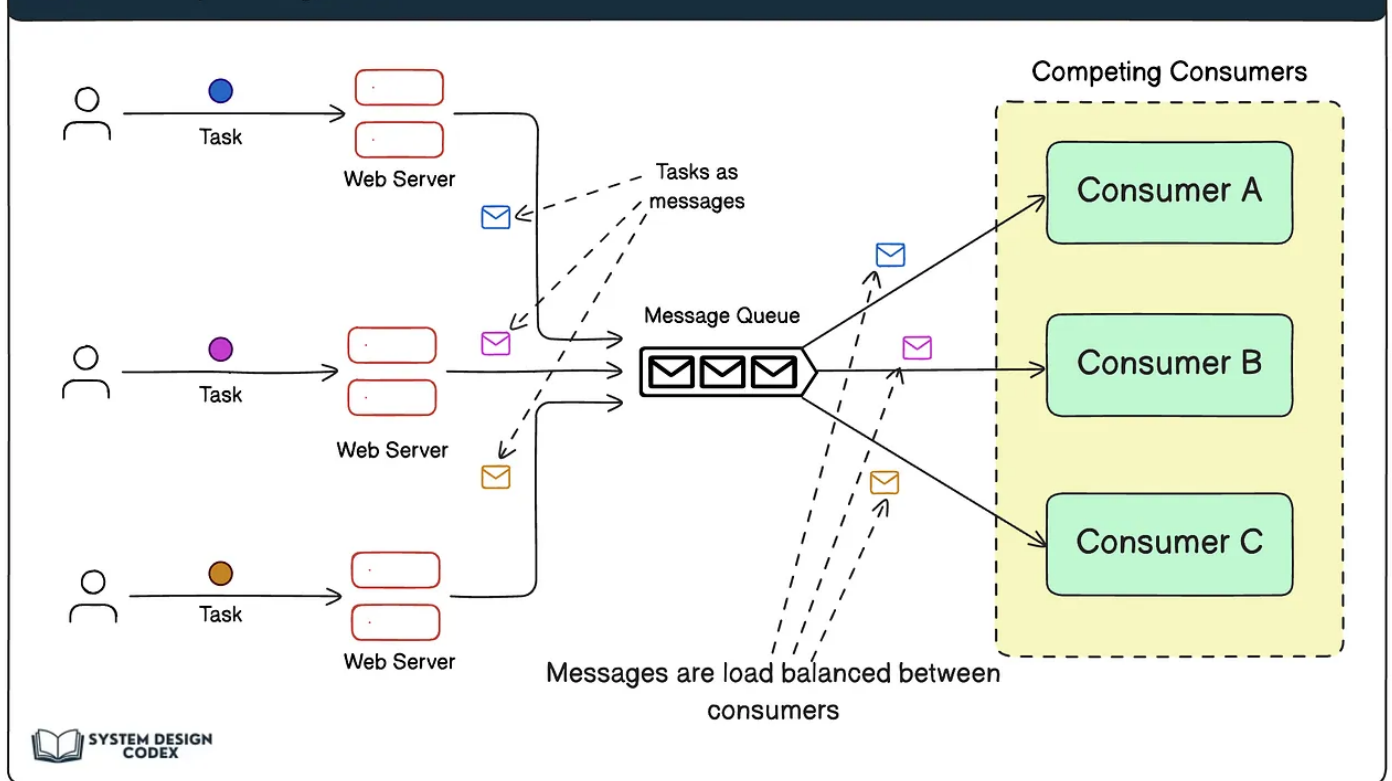 Competing Consumers
Task
Web Server
Tasks as
messages
Consumer A
Message Queue
Task
Web Server
Consumer B
Task
Web Server
Consumer C
Messages are load balanced between
consumers
SYSTEM DESIGN
CODEX